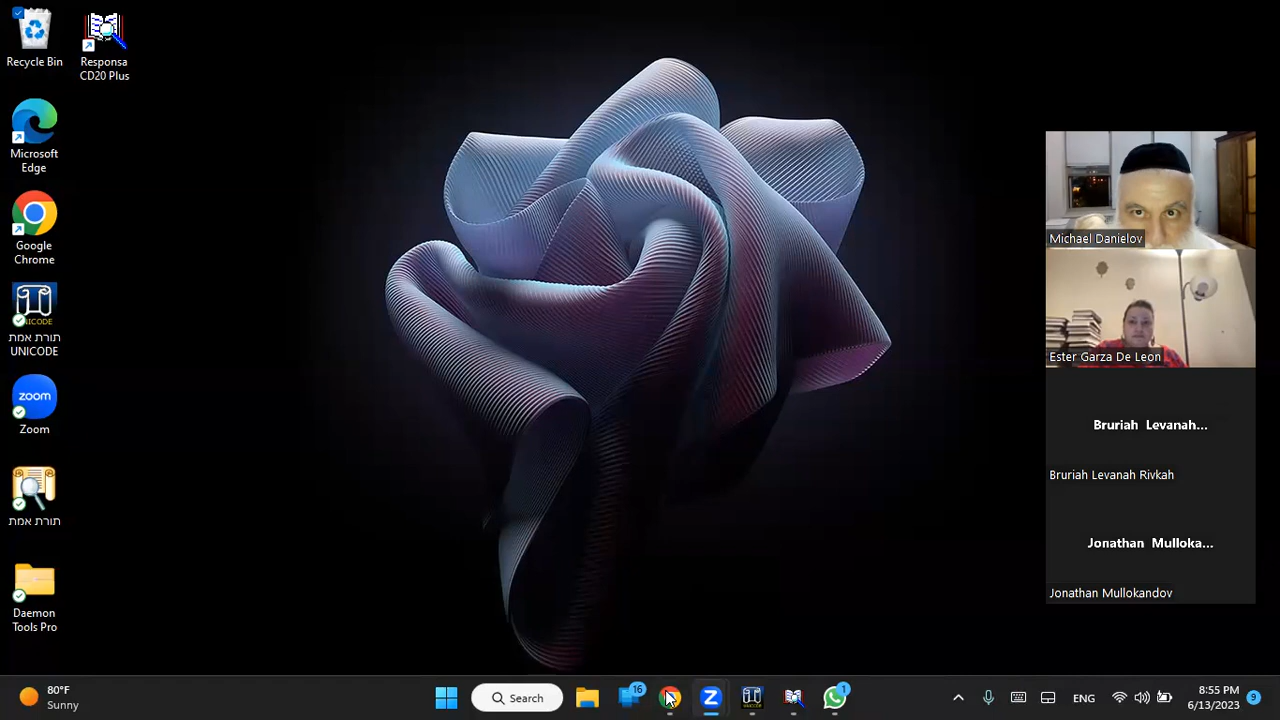 Recycle Bin
Responsa
CD20 Plus
Microsoft
Edge
Google
Chrome
UNICODE
תורת אמת
UNICODE
zoom
Zoom
תורת אמת
Daemon
Tools Pro
Michael Danielov
Ester Garza De Leon
Bruriah Levanah...
Bruriah Levanah Rivkah
Jonathan Mulloka...
Jonathan Mullokandov
80°F
Sunny
Search
16
Z
UNICODE
1
ENG
8:55 PM
6/13/2023
9